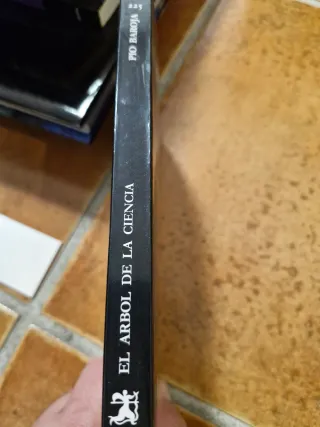 EL ARBOL DE LA CIENCIA
PIO BAROJA